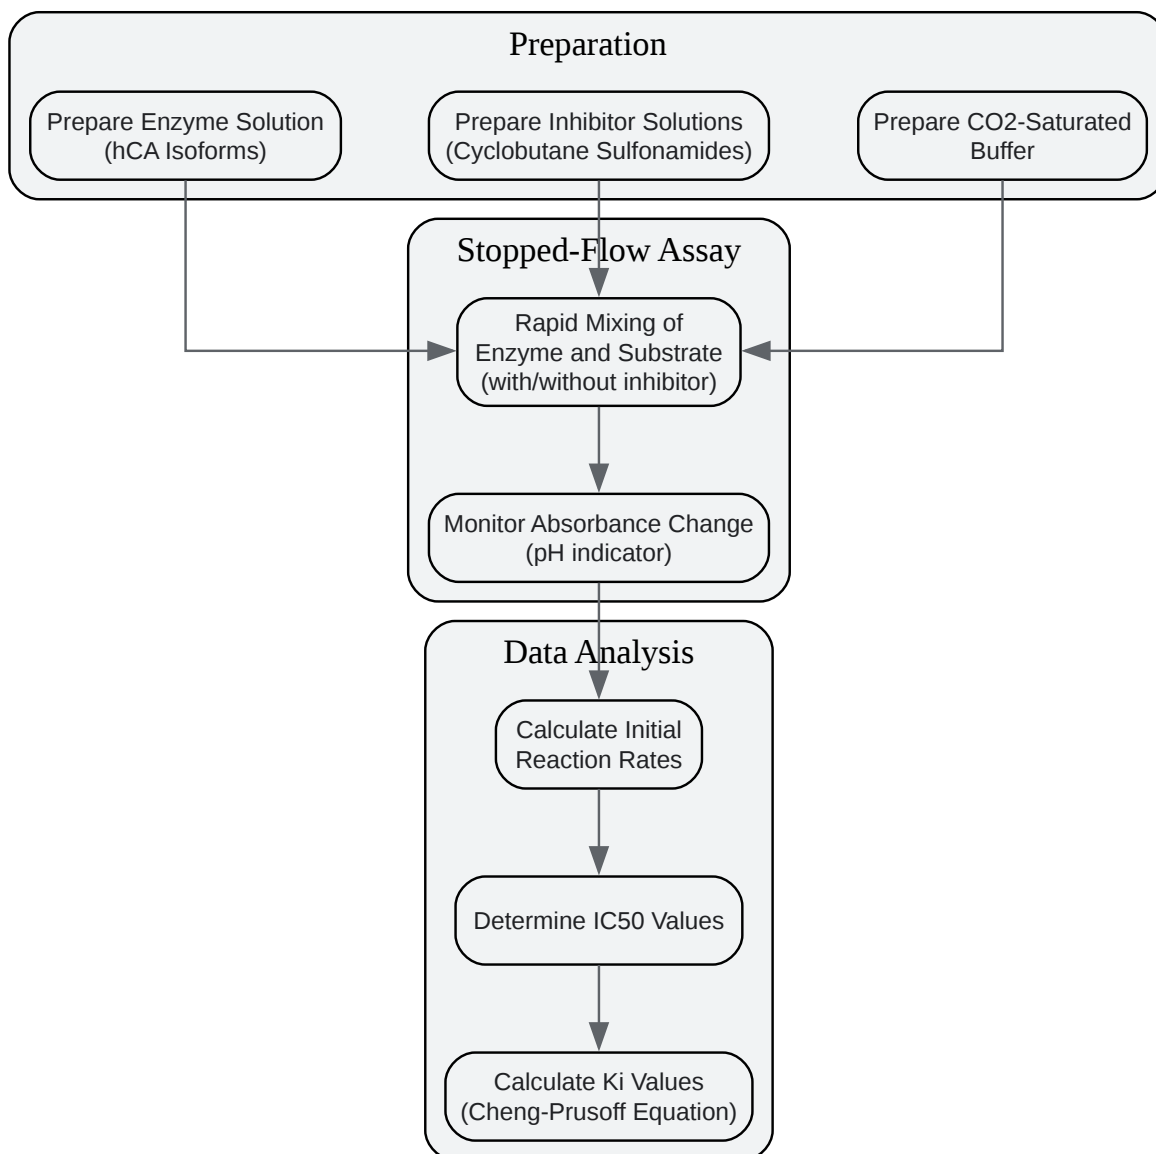 Preparation
Prepare Enzyme Solution
(hCA Isoforms)
Prepare Inhibitor Solutions
(Cyclobutane Sulfonamides)
Prepare CO2-Saturated
Buffer
Stopped-Flow Assay
Rapid Mixing of
Enzyme and Substrate
(with/without inhibitor)
Monitor Absorbance Change
(pH indicator)
Data Analysis
Calculate Initial
Reaction Rates
Determine IC50 Values
Calculate Ki Values
(Cheng-Prusoff Equation)